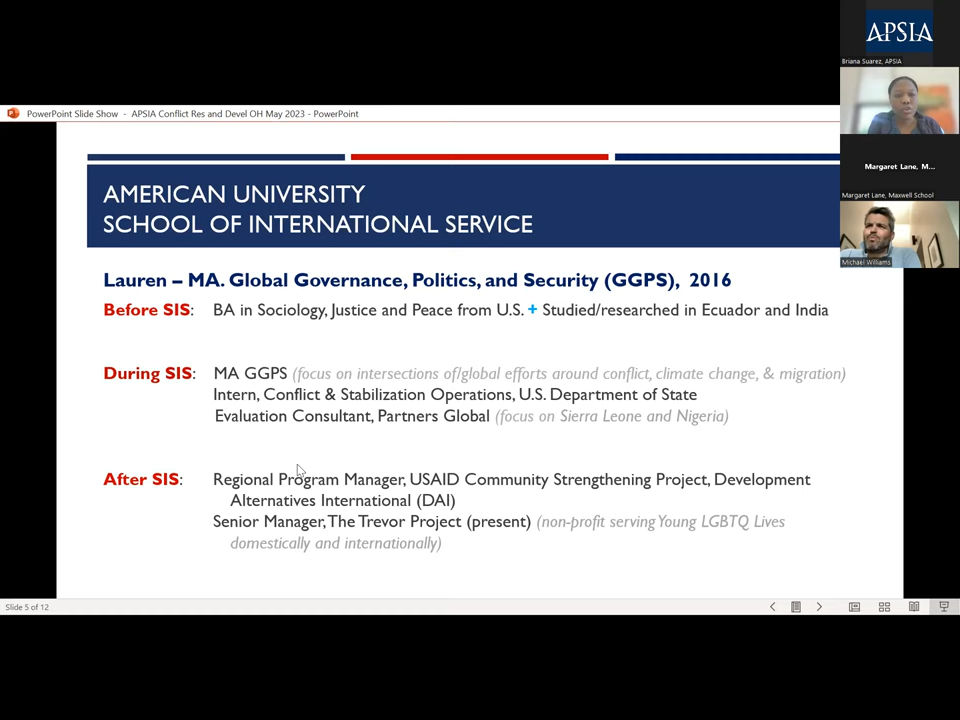 APSIA
Briana Suarez, APSIA
PowerPoint Slide Show - APSIA Conflict Res and Devel OH May 2023 - PowerPoint
Margaret Lane, M...
Margaret Lane, Maxwell School
Michael Williams
AMERICAN UNIVERSITY
SCHOOL OF INTERNATIONAL SERVICE
Lauren – MA. Global Governance, Politics, and Security (GGPS), 2016
Before SIS: BA in Sociology, Justice and Peace from U.S. + Studied/researched in Ecuador and India
During SIS: MA GGPS (focus on intersections of/global efforts around conflict, climate change, & migration)
Intern, Conflict & Stabilization Operations, U.S. Department of State
Evaluation Consultant, Partners Global (focus on Sierra Leone and Nigeria)
After SIS: Regional Program Manager, USAID Community Strengthening Project, Development
Alternatives International (DAI)
Senior Manager, The Trevor Project (present) (non-profit serving Young LGBTQ Lives
domestically and internationally)
Slide 5 of 12